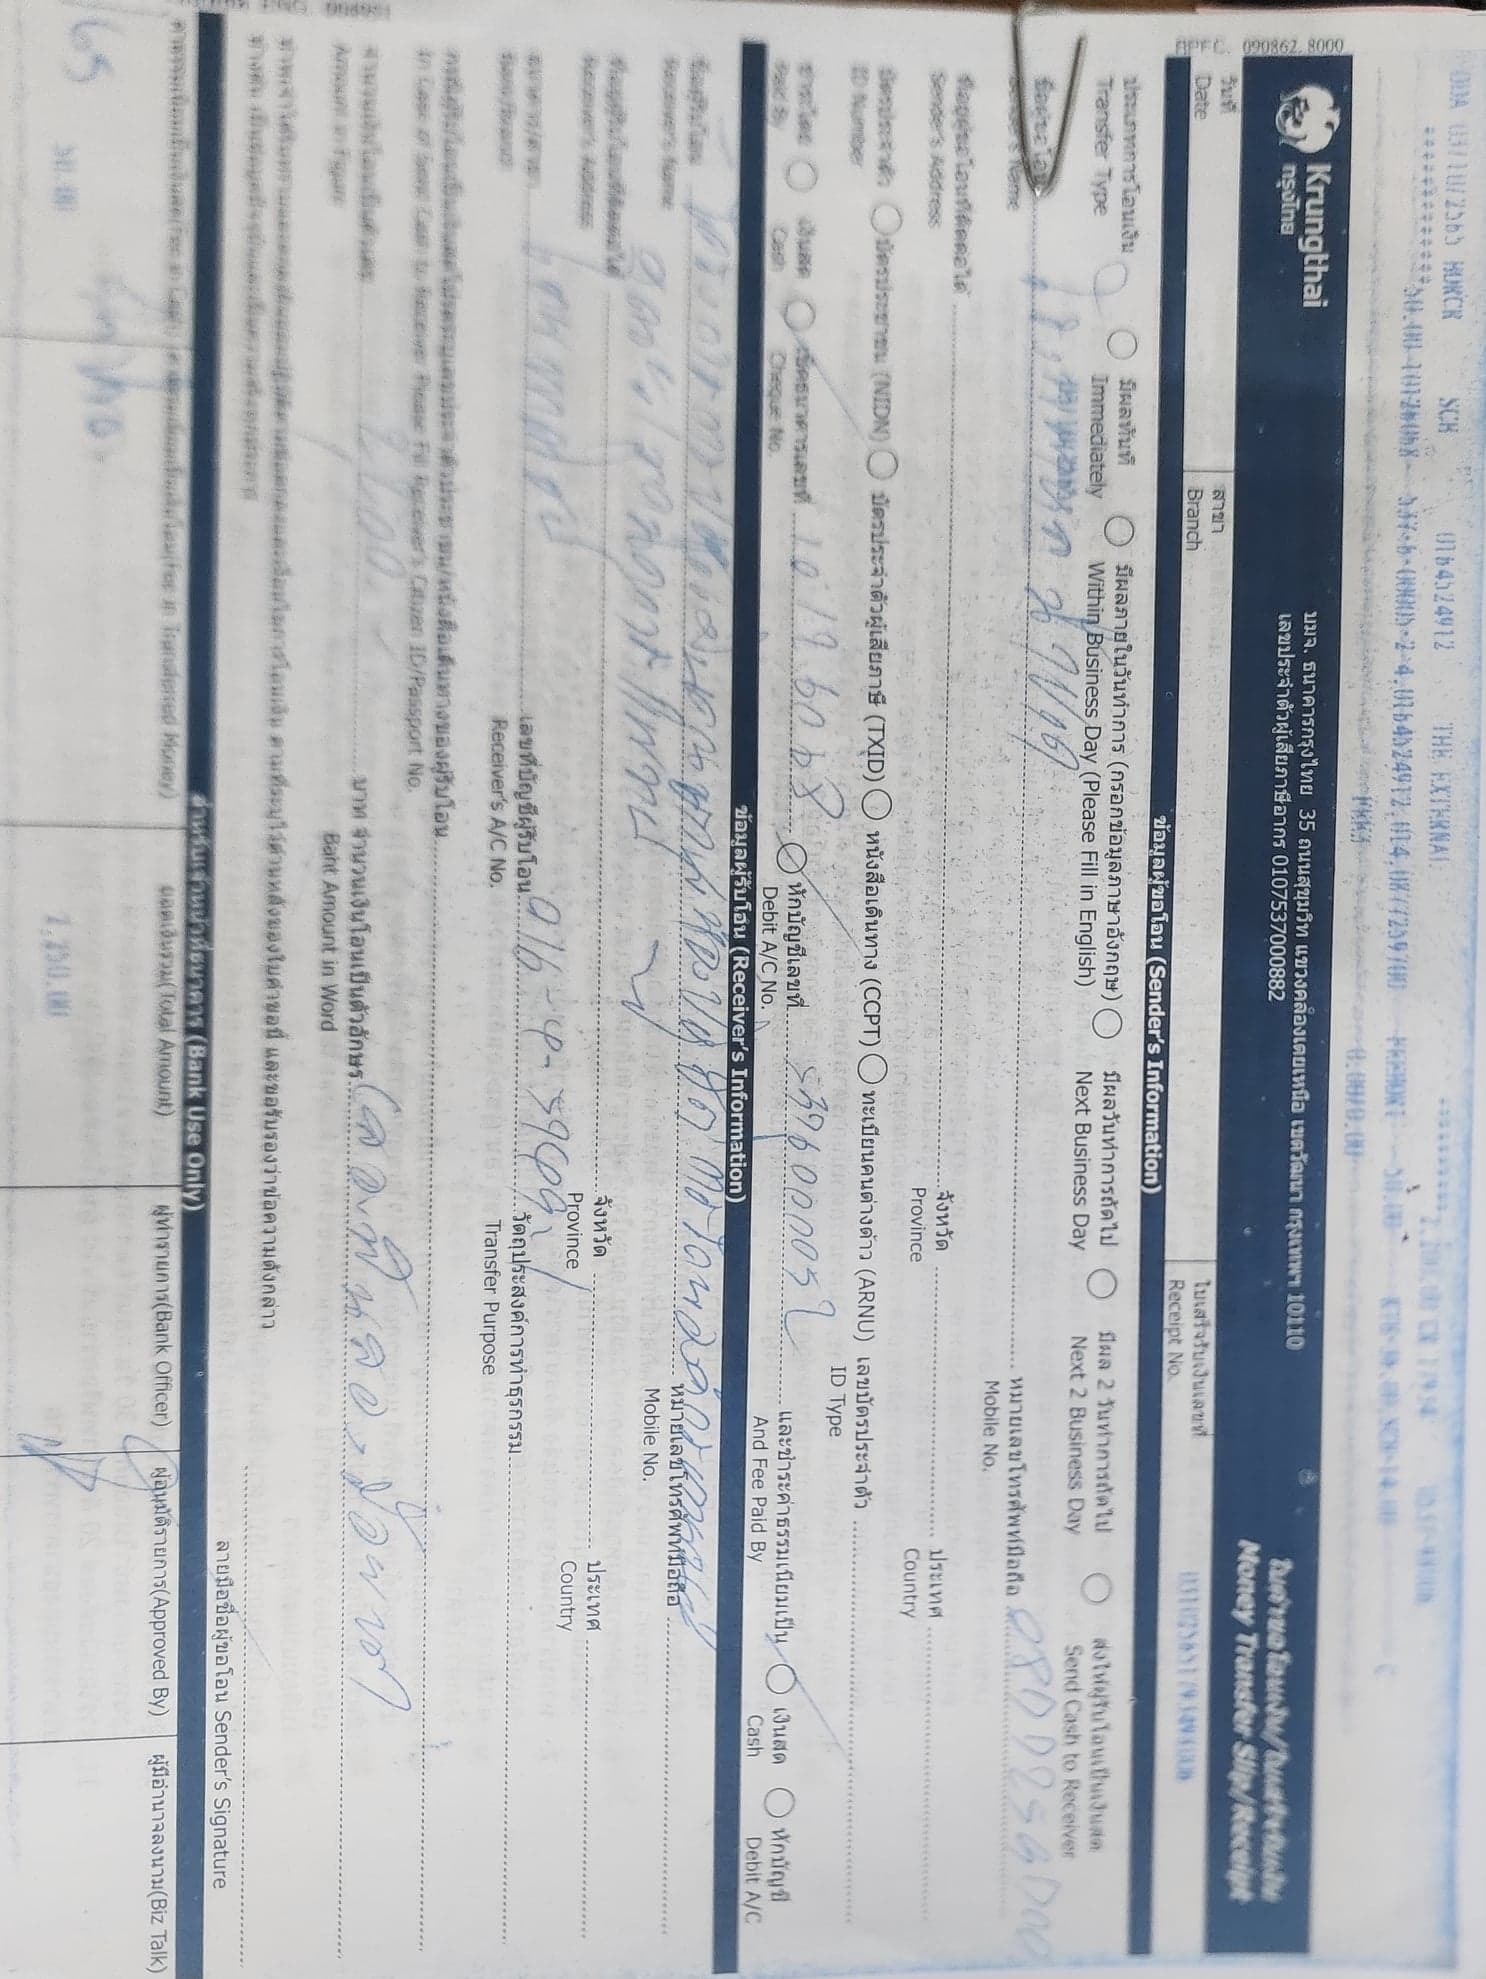 ODA 03/10/2565 BORCR SCB 0164524912 THE EXTERNAL ********** 2,200.00 CR 17934
*************50.00 10126068 537-6-00005-2 4,0164524912,014,0877259700 FEEMORT 50.00 KTB-36.00,SCB-14.00 C
0.00/0.00
Krungthai
กรุงไทย
บมจ. ธนาคารกรุงไทย 35 ถนนสุขุมวิท แขวงคลองเตยเหนือ เขตวัฒนา กรุงเทพฯ 10110
เลขประจำตัวผู้เสียภาษีอากร 0107537000882
ใบคำขอโอนเงิน/ใบเสร็จรับเงิน
Money Transfer Slip/Receipt
วันที่
Date
สาขา
Branch
ใบเสร็จรับเงินเลขที่
Receipt No.
ข้อมูลผู้ขอโอน (Sender's Information)
ประเภทการโอนเงิน มีผลทันที มีผลภายในวันทำการ (กรอกข้อมูลภาษาอังกฤษ) มีผลวันทำการถัดไป มีผล 2 วันทำการถัดไป ส่งให้ผู้รับโอนเป็นเงินสด
Transfer Type Immediately Within Business Day (Please Fill in English) Next Business Day Next 2 Business Day Send Cash to Receiver
ชื่อผู้ขอโอน หมายเลขโทรศัพท์มือถือ 0877259700
Sender's Name Mobile No.
ที่อยู่ผู้ขอโอนที่ติดต่อได้ จังหวัด ประเทศ
Sender's Address Province Country
บัตรประจำตัว บัตรประชาชน (NIDN) บัตรประจำตัวผู้เสียภาษี (TXID) หนังสือเดินทาง (CCPT) ทะเบียนคนต่างด้าว (ARNU) เลขบัตรประจำตัว
ID Number ID Type
ชำระโดย เงินสด เช็คธนาคารเลขที่ 10126068 หักบัญชีเลขที่ 5376000052 และชำระค่าธรรมเนียมเป็น เงินสด หักบัญชี
Paid By Cash Cheque No. Debit A/C No. And Fee Paid By Cash Debit A/C
ข้อมูลผู้รับโอน (Receiver's Information)
ชื่อผู้รับโอน หมายเลขโทรศัพท์มือถือ
Receiver's Name Mobile No.
ที่อยู่ผู้รับโอนที่ติดต่อได้ จังหวัด ประเทศ
Receiver's Address Province Country
ธนาคาร/สาขา ไทยพาณิชย์ เลขที่บัญชีผู้รับโอน วัตถุประสงค์การทำธุรกรรม
Bank/Branch Receiver's A/C No. Transfer Purpose
กรณีผู้รับโอนเป็นเงินสดโปรดระบุเลขประจำตัวประชาชน/หนังสือเดินทางของผู้รับโอน
In Case of Send Cash to Receiver Please Fill Receiver's Citizen ID/Passport No.
จำนวนเงินโอนเป็นตัวเลข 2200.- บาท จำนวนเงินโอนเป็นตัวอักษร (สองพันสองร้อยบาท)
Amount in Figure Baht Amount in Word
ข้าพเจ้าได้รับทราบและตกลงยินยอมปฏิบัติตามข้อตกลงและเงื่อนไขการโอนเงิน ตามที่ระบุไว้ด้านหลังของใบคำขอนี้ และขอรับรองว่าข้อความดังกล่าว
ข้างต้น เป็นข้อมูลปัจจุบันและเป็นความจริงทุกประการ
ลายมือชื่อผู้ขอโอน Sender's Signature
สำหรับเจ้าหน้าที่ธนาคาร (Bank Use Only)
ค่าธรรมเนียมเป็นเงินสด(Fee in Cash) ค่าธรรมเนียมเป็นเงินโอน(Fee in Transferred Money) ยอดเงินรวม(Total Amount) ผู้ทำรายการ(Bank Officer) ผู้อนุมัติรายการ(Approved By) ผู้มีอำนาจลงนาม(Biz Talk)
/65 50.00 2,250.00